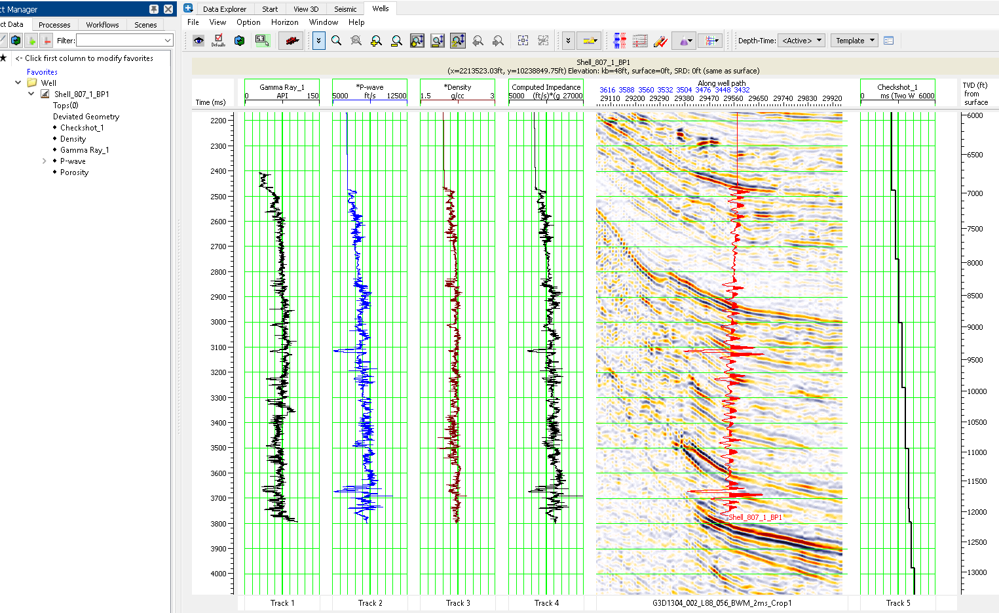 ct Manager
Data Explorer Start View 3D Seismic Wells
ct Data Processes Workflows Scenes
File View Option Horizon Window Help
Filter:
Defaults
5.3
Depth-Time: <Active> Template
<- Click first column to modify favorites
Favorites
Well
Shell_807_1_BP1
Tops(0)
Deviated Geometry
Checkshot_1
Density
Gamma Ray_1
P-wave
Porosity
Shell_807_1_BP1
(x=2213523.03ft, y=10238849.75ft) Elevation: kb=48ft, surface=0ft, SRD: 0ft (same as surface)
Time (ms)
Gamma Ray_1
0 API 150
*P-wave
5000 ft/s 12500
*Density
1.5 g/cc 3
Computed Impedance
5000 (ft/s)*(g 27000
Along well path
3616 3588 3560 3532 3504 3476 3448 3432
29110 29200 29290 29380 29470 29560 29650 29740 29830 29920
Checkshot_1
0 ms (Two W 6000
TVD (ft)
from
surface
2200
2300
2400
2500
2600
2700
2800
2900
3000
3100
3200
3300
3400
3500
3600
3700
3800
3900
4000
Shell_807_1_BP1
6000
6500
7000
7500
8000
8500
9000
9500
10000
10500
11000
11500
12000
12500
13000
Track 1 Track 2 Track 3 Track 4 G3D1304_002_L88_056_BWM_2ms_Crop1 Track 5